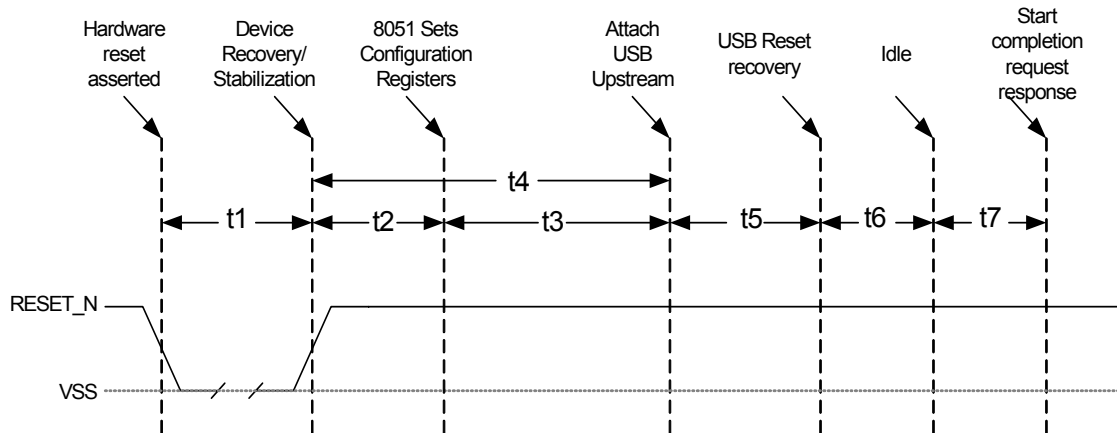 Hardware
reset
asserted
Device
Recovery/
Stabilization
8051 Sets
Configuration
Registers
Attach
USB
Upstream
USB Reset
recovery
Idle
Start
completion
request
response
t4
t1
t2
t3
t5
t6
t7
RESET_N
VSS